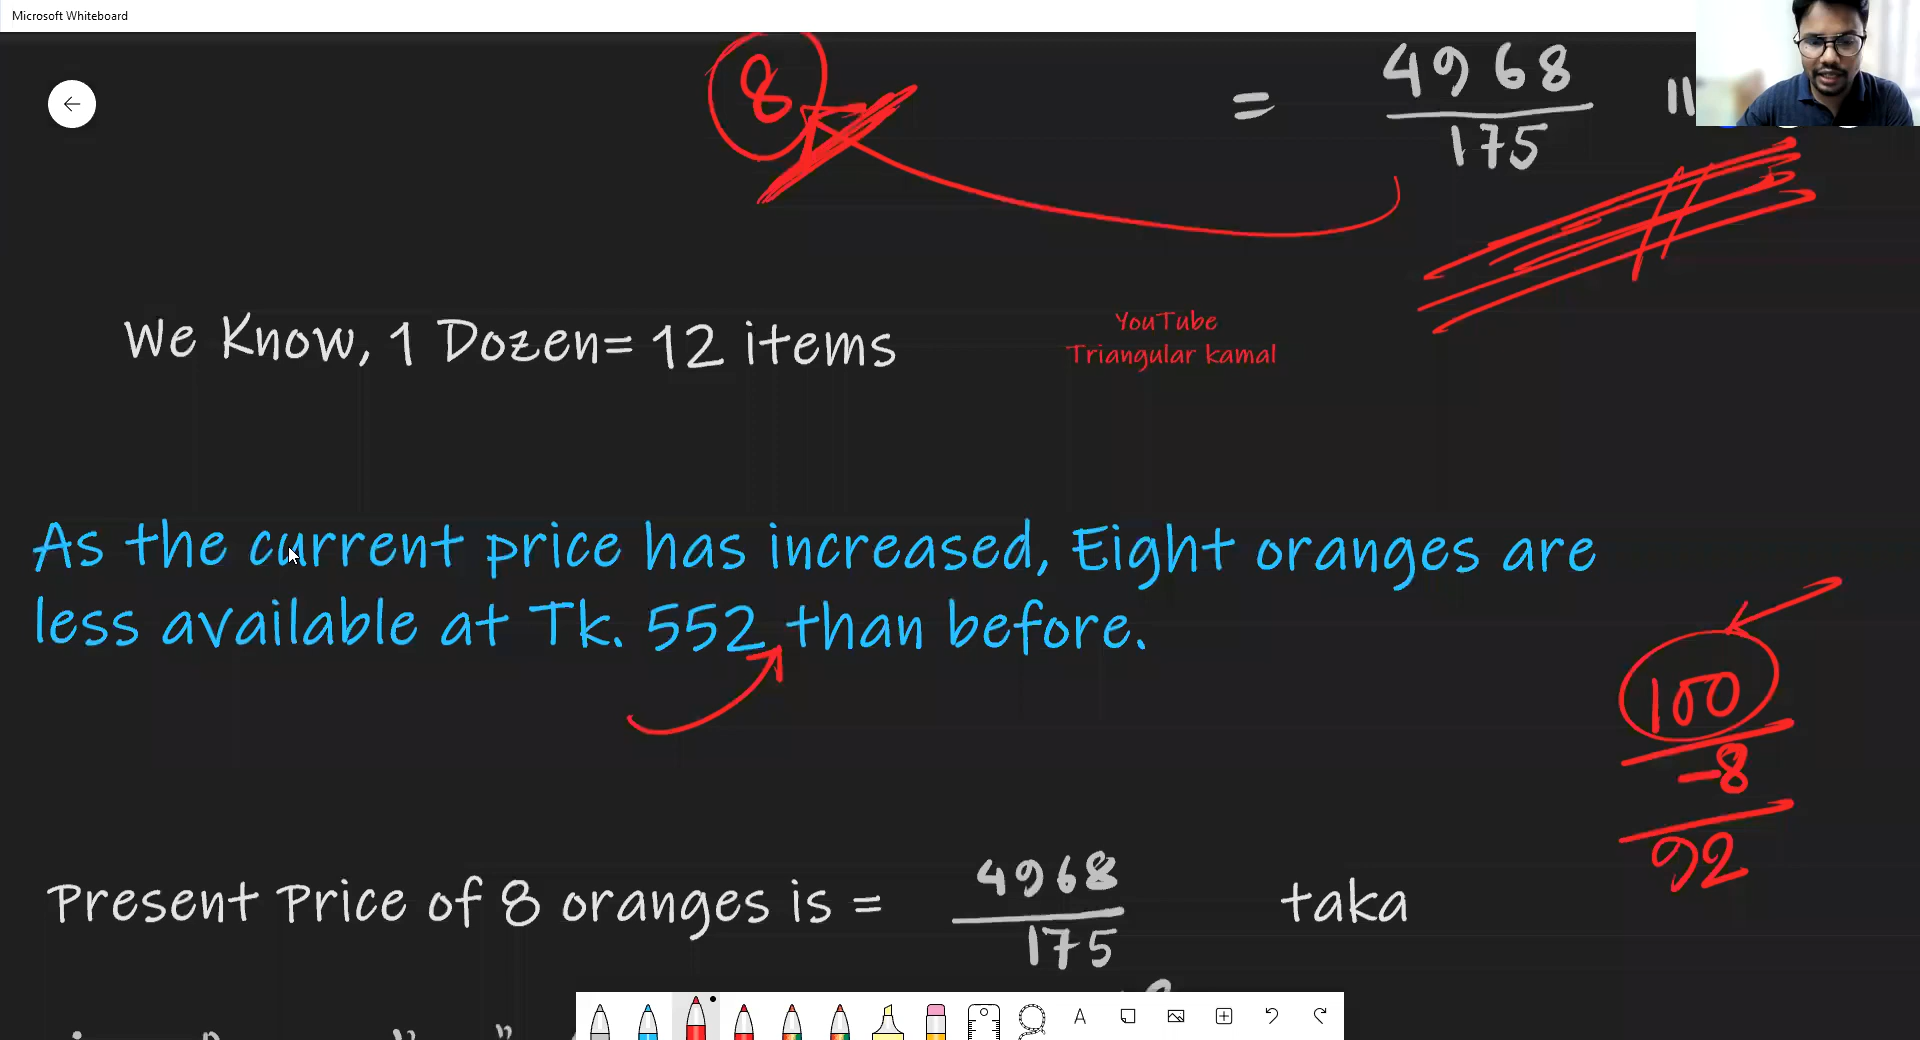 Microsoft Whiteboard
8
= 4968
175
We Know, 1 Dozen= 12 items
YouTube
Triangular kamal
As the current price has increased, Eight oranges are
less available at Tk. 552 than before.
100
-8
92
Present Price of 8 oranges is = 4968 taka
175
A